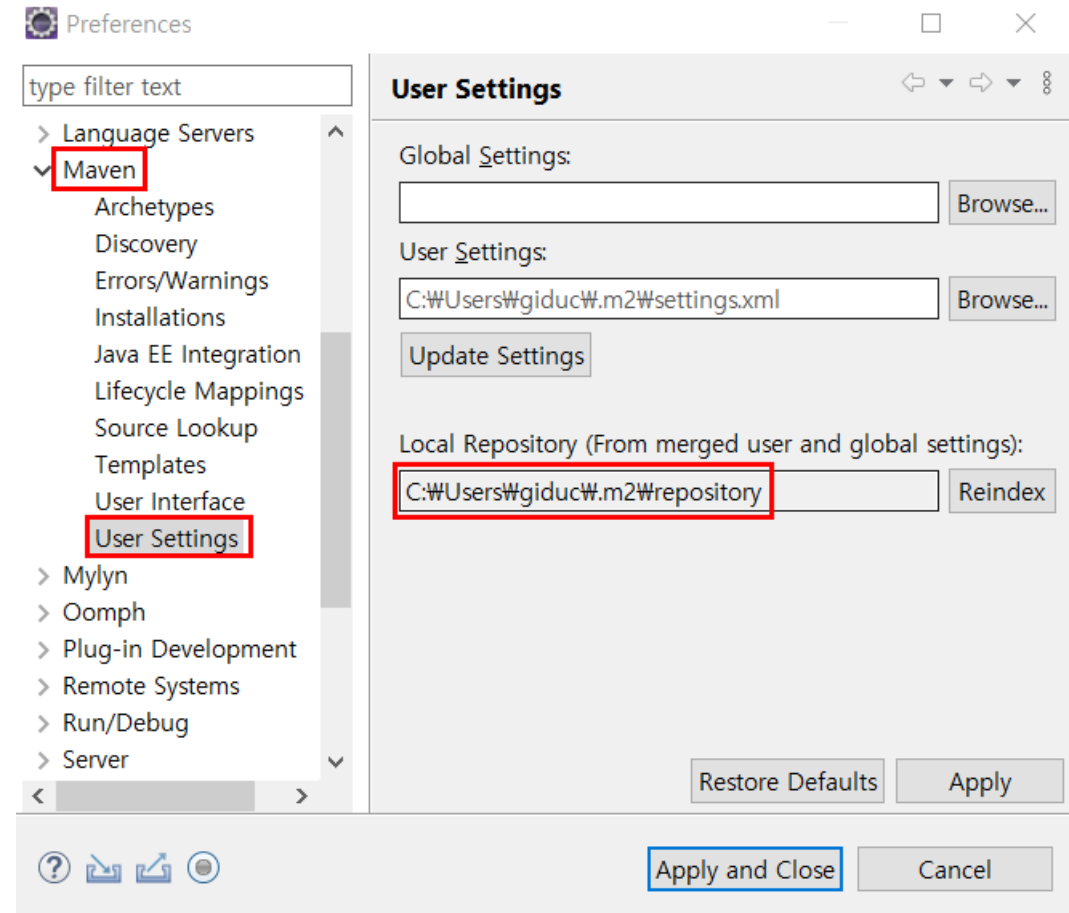 Preferences
type filter text
Language Servers
Maven
Archetypes
Discovery
Errors/Warnings
Installations
Java EE Integration
Lifecycle Mappings
Source Lookup
Templates
User Interface
User Settings
Mylyn
Oomph
Plug-in Development
Remote Systems
Run/Debug
Server
User Settings
Global Settings:
Browse...
User Settings:
C:₩Users₩giduc₩.m2₩settings.xml
Browse...
Update Settings
Local Repository (From merged user and global settings):
C:₩Users₩giduc₩.m2₩repository
Reindex
Restore Defaults
Apply
Apply and Close
Cancel